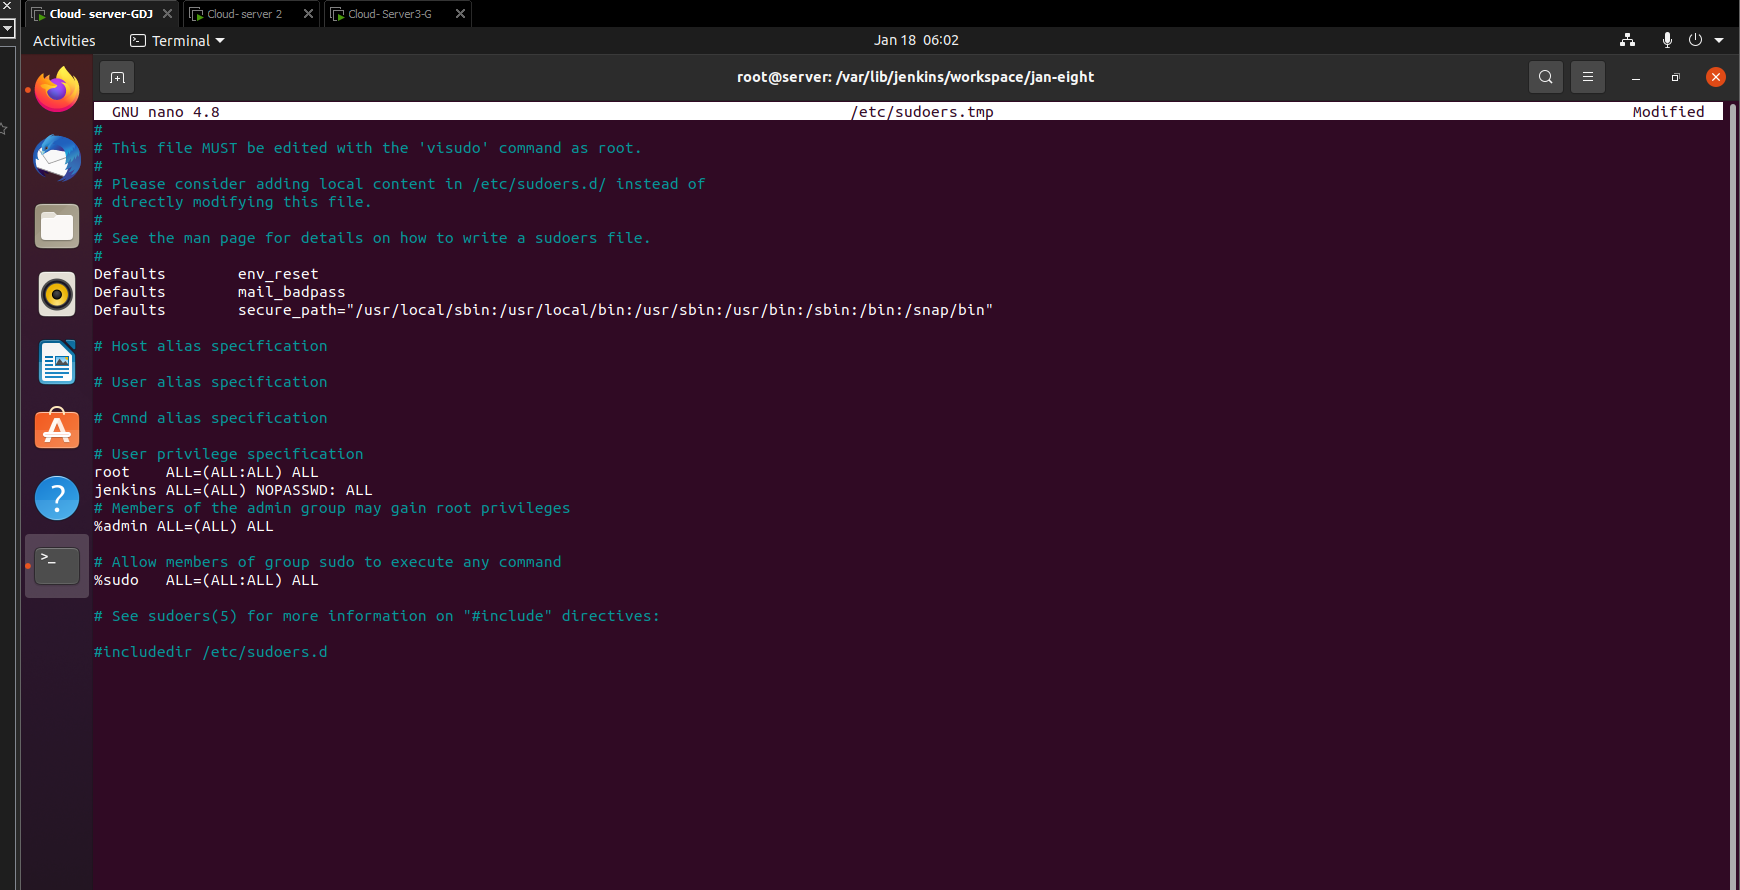 Cloud- server-GDJ
Cloud- server 2
Cloud- Server3-G
Activities
Terminal
Jan 18 06:02
root@server: /var/lib/jenkins/workspace/jan-eight
GNU nano 4.8 /etc/sudoers.tmp Modified
#
# This file MUST be edited with the 'visudo' command as root.
#
# Please consider adding local content in /etc/sudoers.d/ instead of
# directly modifying this file.
#
# See the man page for details on how to write a sudoers file.
#
Defaults        env_reset
Defaults        mail_badpass
Defaults        secure_path="/usr/local/sbin:/usr/local/bin:/usr/sbin:/usr/bin:/sbin:/bin:/snap/bin"
# Host alias specification
# User alias specification
# Cmnd alias specification
# User privilege specification
root    ALL=(ALL:ALL) ALL
jenkins ALL=(ALL) NOPASSWD: ALL
# Members of the admin group may gain root privileges
%admin ALL=(ALL) ALL
# Allow members of group sudo to execute any command
%sudo   ALL=(ALL:ALL) ALL
# See sudoers(5) for more information on "#include" directives:
#includedir /etc/sudoers.d